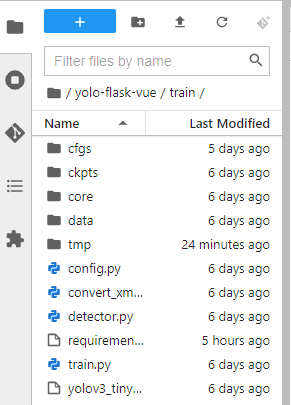 +
Filter files by name
/ yolo-flask-vue / train /
Name Last Modified
cfgs 5 days ago
ckpts 6 days ago
core 6 days ago
data 6 days ago
tmp 24 minutes ago
config.py 6 days ago
convert_xm... 6 days ago
detector.py 6 days ago
requiremen... 5 hours ago
train.py 6 days ago
yolov3_tiny... 6 days ago